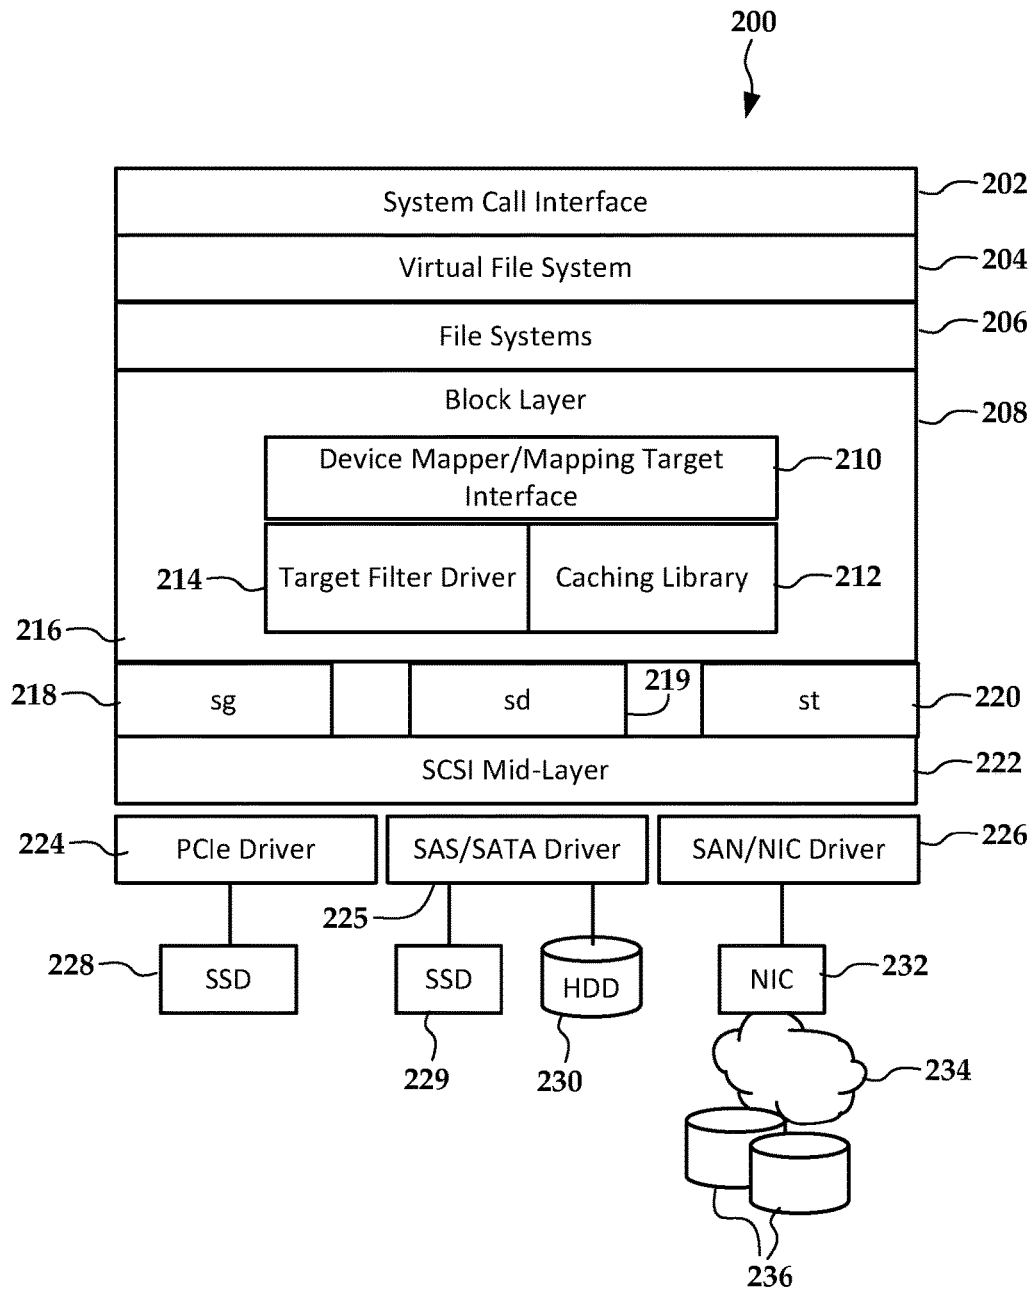 200
202
System Call Interface
204
Virtual File System
206
File Systems
208
Block Layer
210
Device Mapper/Mapping Target
Interface
214
Target Filter Driver
Caching Library
212
216
218
sg
sd
219
st
220
SCSI Mid-Layer
222
224
PCIe Driver
SAS/SATA Driver
SAN/NIC Driver
226
225
228
SSD
SSD
HDD
NIC
232
229
230
234
236